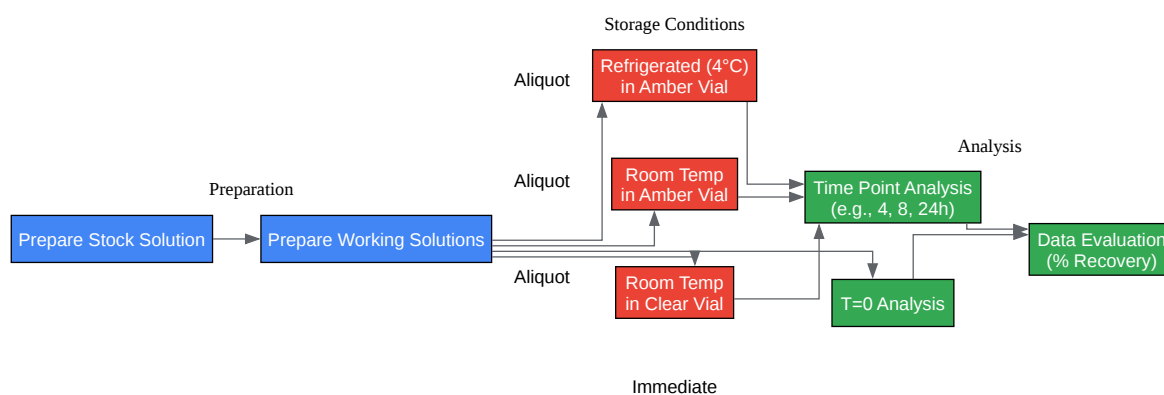 Storage Conditions
Aliquot
Refrigerated (4°C)
in Amber Vial
Analysis
Aliquot
Room Temp
in Amber Vial
Time Point Analysis
(e.g., 4, 8, 24h)
Preparation
Prepare Stock Solution
Prepare Working Solutions
Data Evaluation
(% Recovery)
Aliquot
Room Temp
in Clear Vial
T=0 Analysis
Immediate